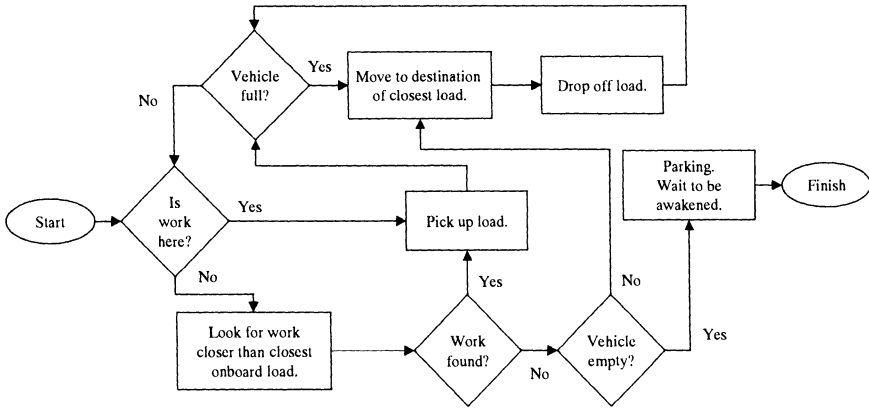 Vehicle
full?
Yes
Move to destination
of closest load.
Drop off load.
No
Parking.
Wait to be
awakened.
Finish
Start
Is
work
here?
Yes
Pick up load.
No
Yes
No
Look for work
closer than closest
onboard load.
Work
found?
No
Vehicle
empty?
Yes